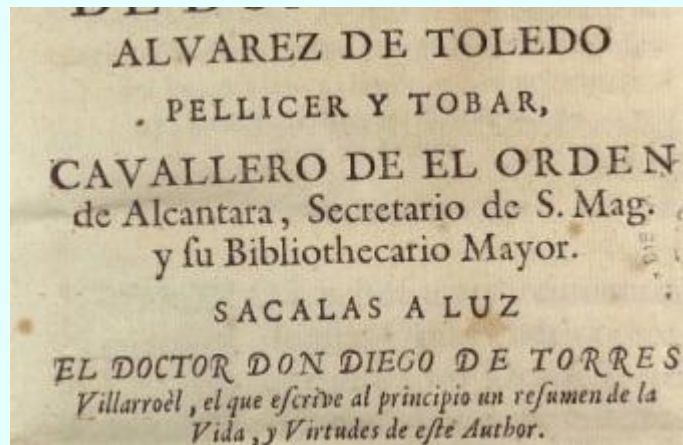 ALVAREZ DE TOLEDO
PELLICER Y TOBAR,
CAVALLERO DE EL ORDEN
de Alcantara, Secretario de S. Mag.
y ſu Bibliothecario Mayor.
SACALAS A LUZ
EL DOCTOR DON DIEGO DE TORRES
Villarroèl, el que eſcrive al principio un reſumen de la
Vida, y Virtudes de eſte Author.